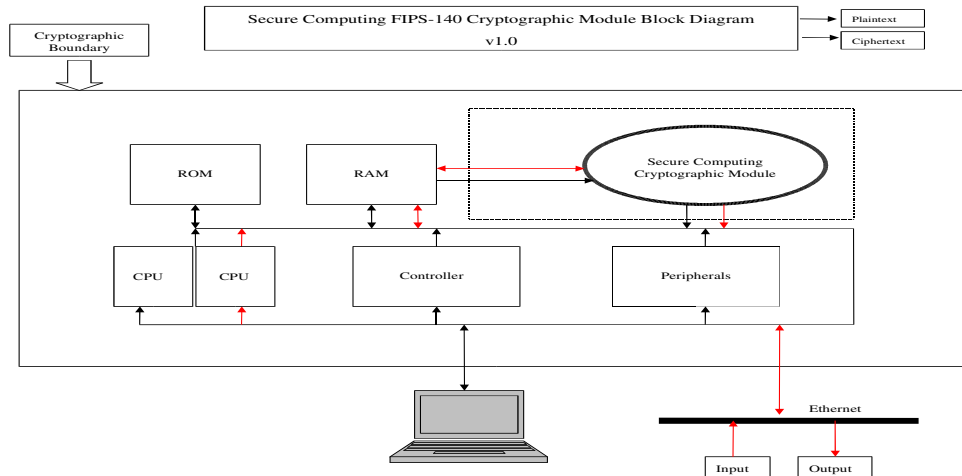 Secure Computing FIPS-140 Cryptographic Module Block Diagram
v1.0
Plaintext
Ciphertext
Cryptographic
Boundary
ROM
RAM
Secure Computing
Cryptographic Module
CPU
CPU
Controller
Peripherals
Ethernet
Input
Output